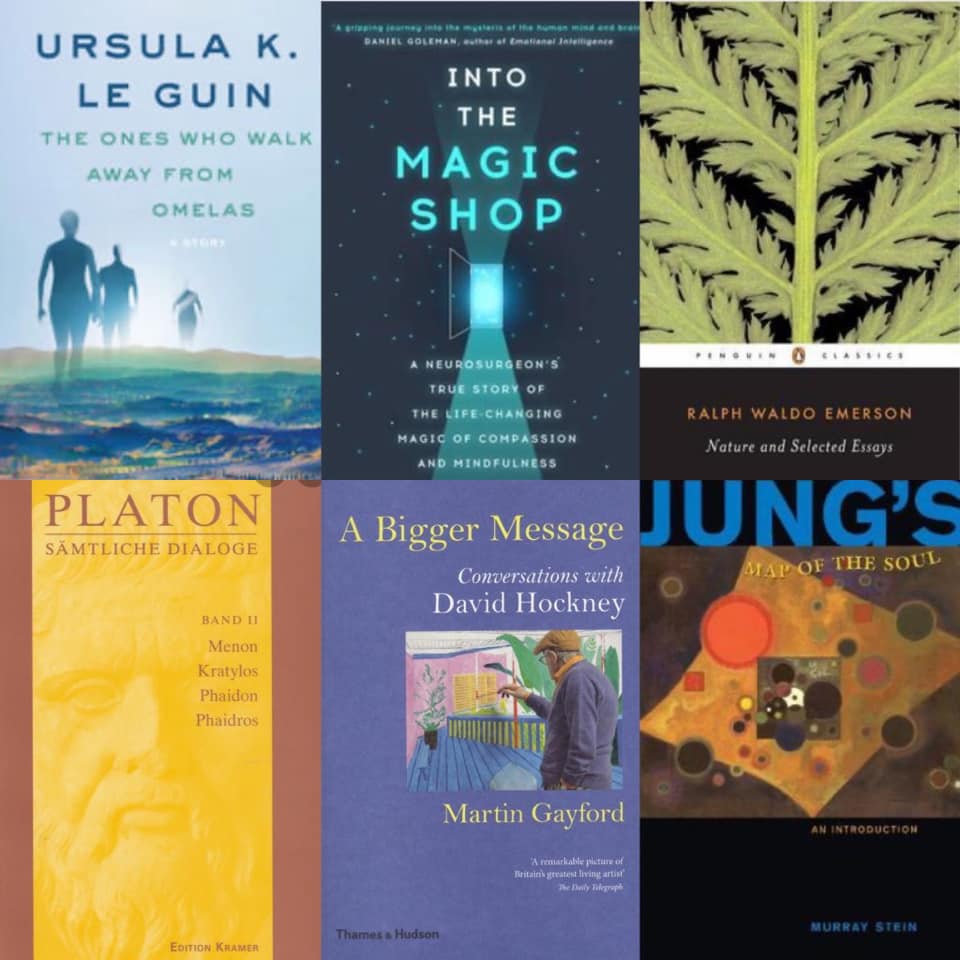 URSULA K.
LE GUIN
THE ONES WHO WALK
AWAY FROM
OMELAS
A STORY
"A gripping journey into the mysteries of the human mind and brain
DANIEL GOLEMAN, author of Emotional Intelligence
INTO
THE
MAGIC
SHOP
A NEUROSURGEON'S
TRUE STORY OF
THE LIFE-CHANGING
MAGIC OF COMPASSION
AND MINDFULNESS
PENGUIN CLASSICS
RALPH WALDO EMERSON
Nature and Selected Essays
PLATON
SÄMTLICHE DIALOGE
BAND II
Menon
Kratylos
Phaidon
Phaidros
EDITION KRAMER
A Bigger Message
Conversations with
David Hockney
Martin Gayford
'A remarkable picture of
Britain's greatest living artist'
The Daily Telegraph
Thames & Hudson
JUNG'S
MAP OF THE SOUL
AN INTRODUCTION
MURRAY STEIN